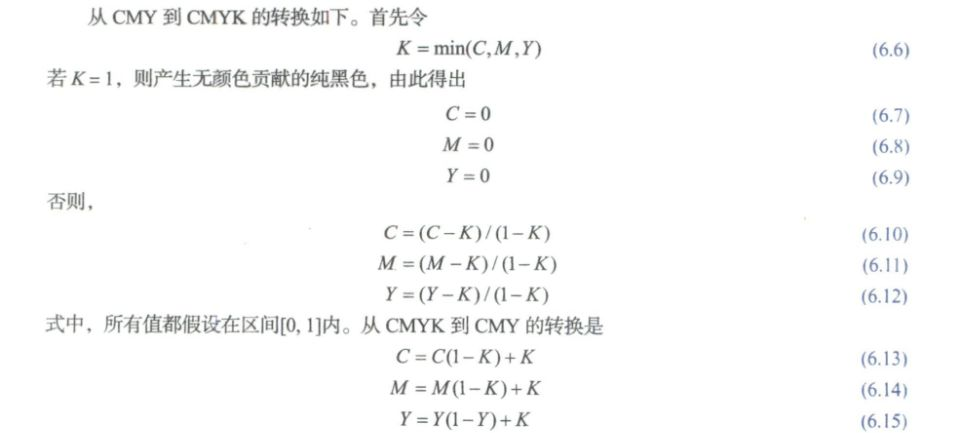 从 CMY 到 CMYK 的转换如下。首先令
K = min(C, M, Y) (6.6)
若 K = 1，则产生无颜色贡献的纯黑色，由此得出
C = 0 (6.7)
M = 0 (6.8)
Y = 0 (6.9)
否则，
C = (C − K) / (1 − K) (6.10)
M = (M − K) / (1 − K) (6.11)
Y = (Y − K) / (1 − K) (6.12)
式中，所有值都假设在区间[0, 1]内。从 CMYK 到 CMY 的转换是
C = C(1 − K) + K (6.13)
M = M(1 − K) + K (6.14)
Y = Y(1 − Y) + K (6.15)